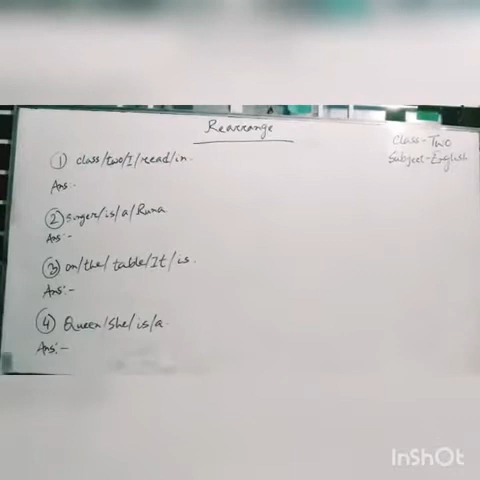 Rearrange
Class-Two
Subject-English
1 class/two/I/read/in.
Ans:-
2 Singer/is/a/Runa
Ans:-
3 on/the/table/It/is.
Ans:-
4 Queen/She/is/a.
Ans:-
InShOt